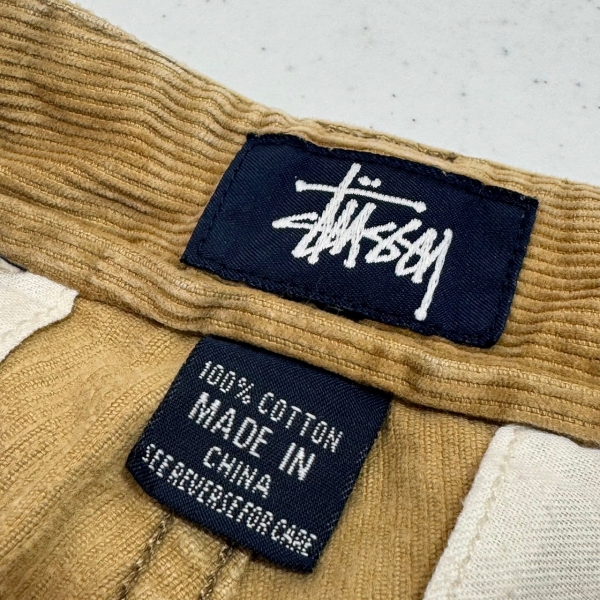 Stüssy
100% COTTON
MADE IN
CHINA
SEE REVERSE FOR CARE